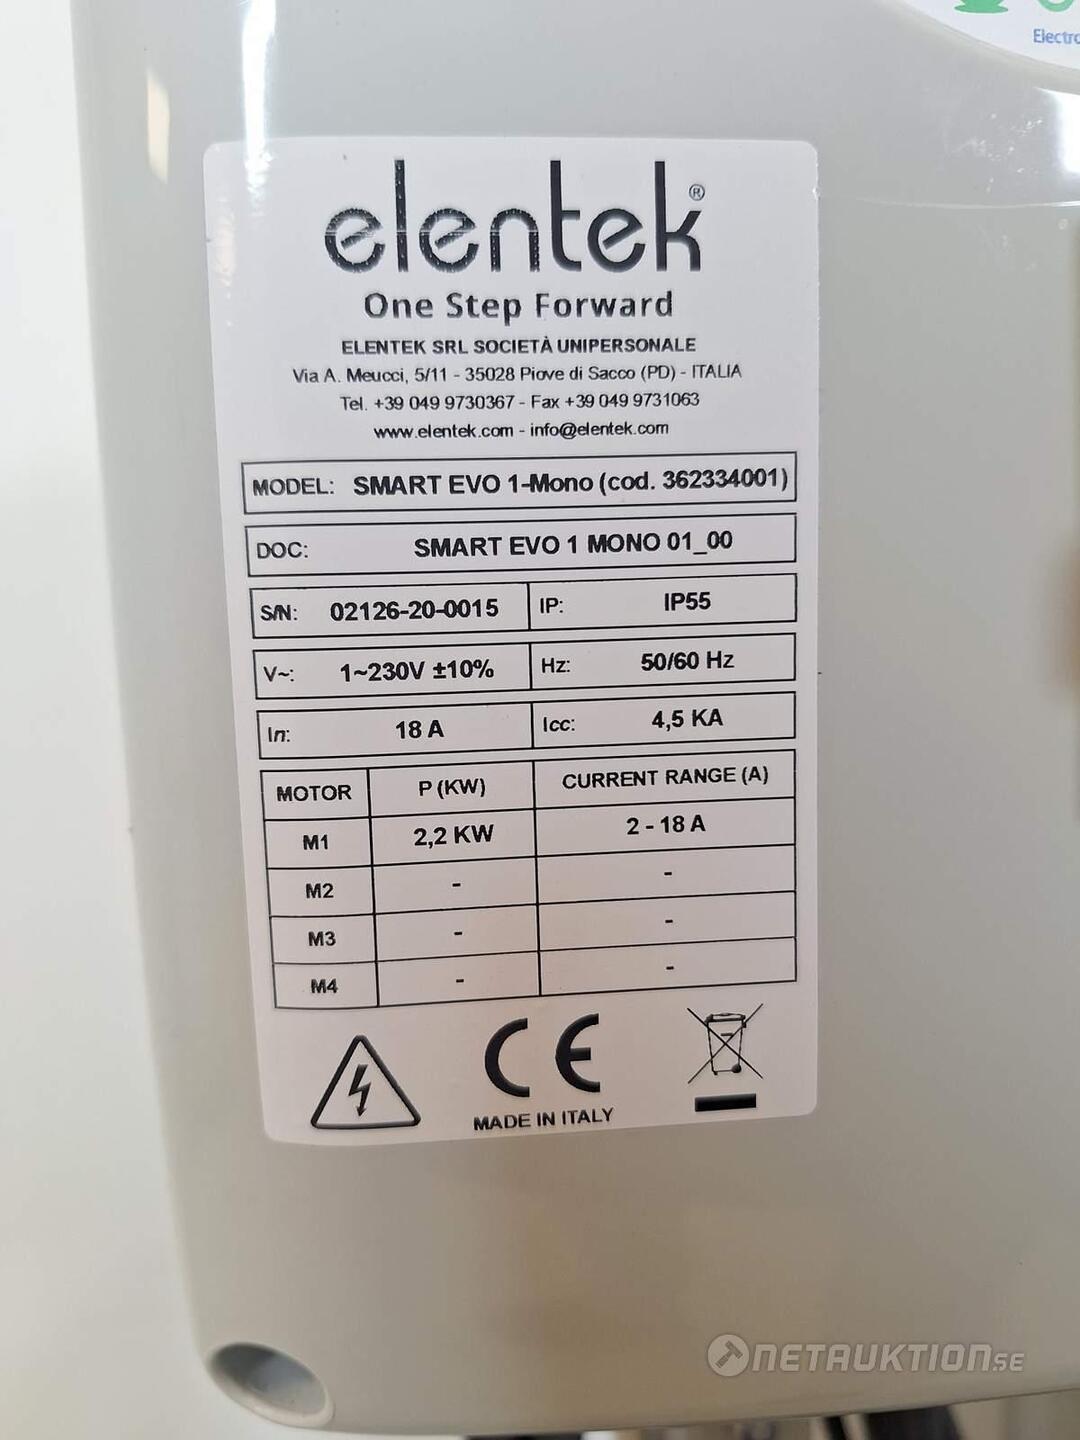 Electro
elentek®
One Step Forward
ELENTEK SRL SOCIETÀ UNIPERSONALE
Via A. Meucci, 5/11 - 35028 Piove di Sacco (PD) - ITALIA
Tel. +39 049 9730367 - Fax +39 049 9731063
www.elentek.com - info@elentek.com
MODEL: SMART EVO 1-Mono (cod. 362334001)
DOC: SMART EVO 1 MONO 01_00
S/N: 02126-20-0015 IP: IP55
V~: 1~230V ±10% Hz: 50/60 Hz
In: 18 A Icc: 4,5 KA
MOTOR P (KW) CURRENT RANGE (A)
M1 2,2 KW 2 - 18 A
M2 - -
M3 - -
M4 - -
CE
MADE IN ITALY
NETAUKTION.SE